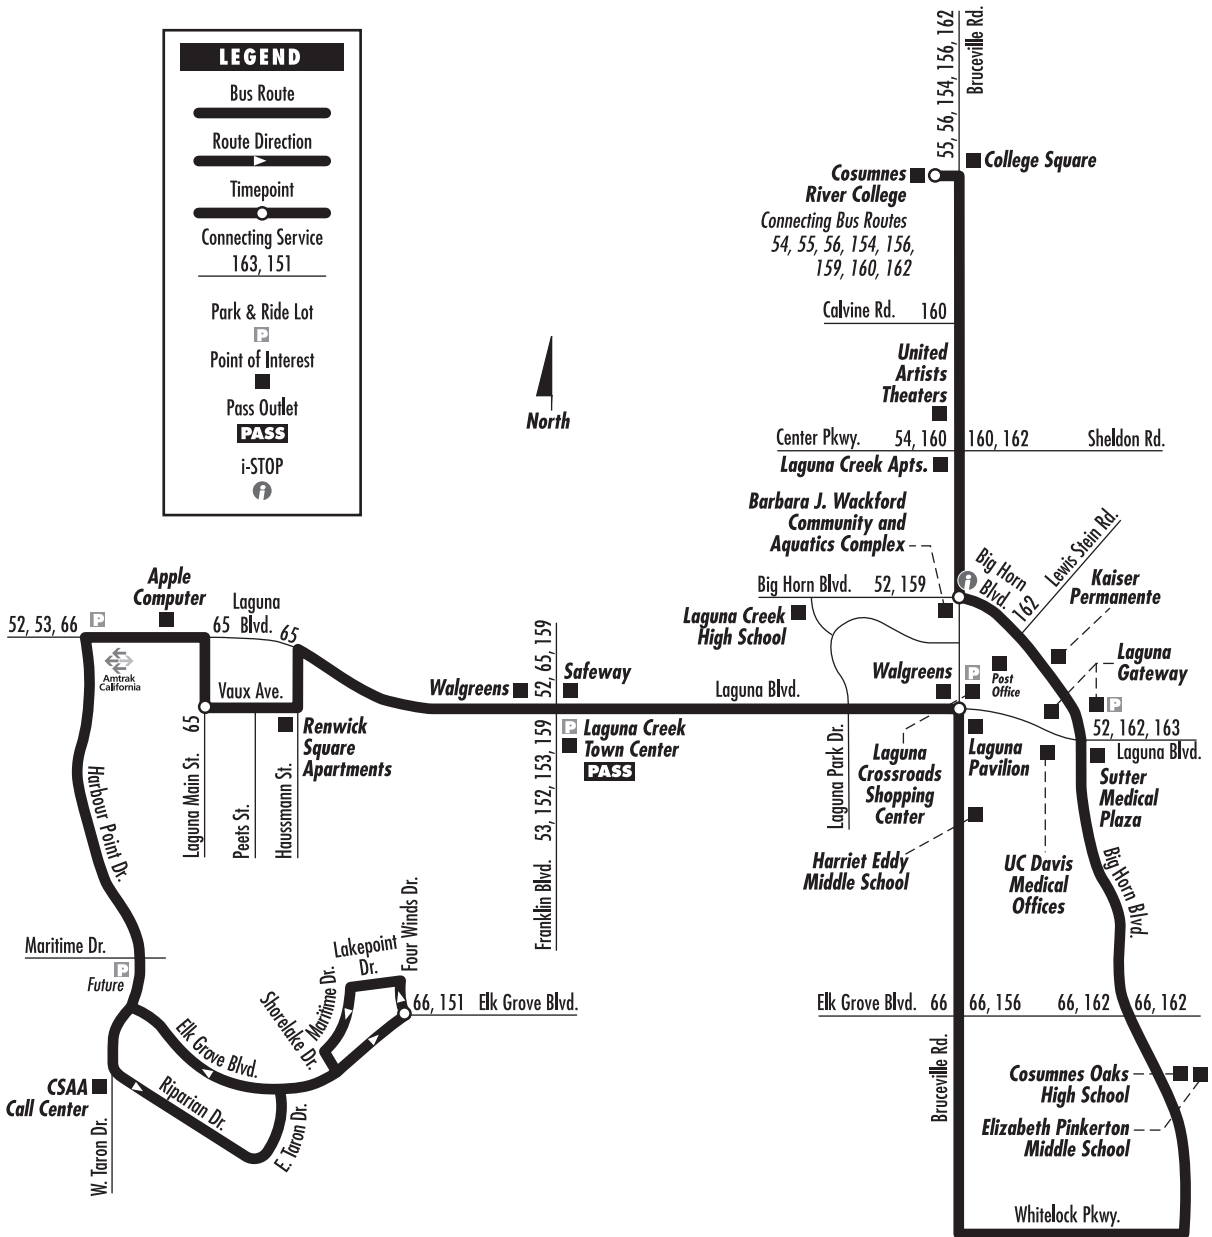 LEGEND
Bus Route
Route Direction
Timepoint
Connecting Service
163, 151
Park & Ride Lot
P
Point of Interest
Pass Outlet
PASS
i-STOP
i
North
55, 56, 154, 156, 162
Bruceville Rd.
College Square
Cosumnes
River College
Connecting Bus Routes
54, 55, 56, 154, 156,
159, 160, 162
Calvine Rd. 160
United
Artists
Theaters
Center Pkwy. 54, 160
160, 162 Sheldon Rd.
Laguna Creek Apts.
Barbara J. Wackford
Community and
Aquatics Complex
Big Horn Blvd. 52, 159
i
Big Horn
Blvd.
162
Lewis Stein Rd.
Kaiser
Permanente
Laguna Creek
High School
Laguna
Gateway
P
Walgreens
P
Post
Office
52, 162, 163
Laguna Blvd.
Laguna
Pavilion
Laguna
Crossroads
Shopping
Center
Sutter
Medical
Plaza
Laguna Park Dr.
Harriet Eddy
Middle School
UC Davis
Medical
Offices
Big Horn Blvd.
Apple
Computer
52, 53, 66
P
65
Laguna
Blvd.
65
Amtrak
California
Vaux Ave.
Walgreens
52, 65, 159
Safeway
Laguna Blvd.
Laguna Main St. 65
Peets St.
Haussmann St.
Renwick
Square
Apartments
P
Laguna Creek
Town Center
PASS
Franklin Blvd. 53, 152, 153, 159
Harbour Point Dr.
Maritime Dr.
P
Future
Elk Grove Blvd.
Shorelake Dr.
Maritime Dr.
Lakepoint
Dr.
Four Winds Dr.
66, 151 Elk Grove Blvd.
Elk Grove Blvd. 66
66, 156
66, 162
66, 162
Bruceville Rd.
CSAA
Call Center
W. Taron Dr.
Riparian Dr.
E. Taron Dr.
Cosumnes Oaks
High School
Elizabeth Pinkerton
Middle School
Whitelock Pkwy.